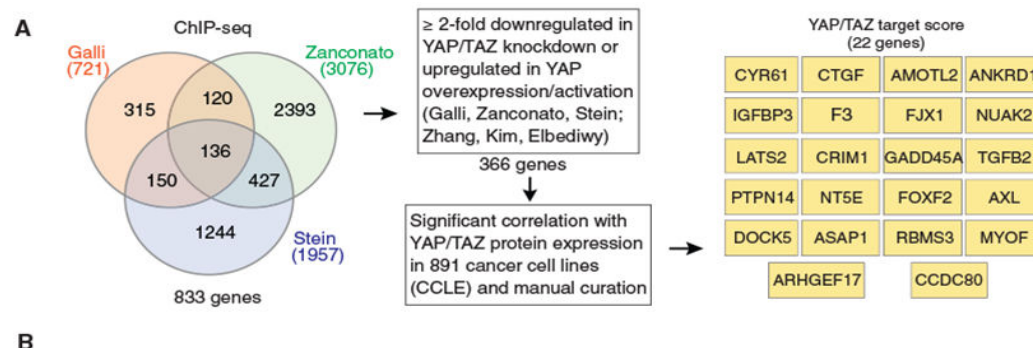 A
ChIP-seq
Galli
(721)
Zanconato
(3076)
315
120
2393
136
150
427
1244
Stein
(1957)
833 genes
≥ 2-fold downregulated in
YAP/TAZ knockdown or
upregulated in YAP
overexpression/activation
(Galli, Zanconato, Stein;
Zhang, Kim, Elbediwy)
366 genes
Significant correlation with
YAP/TAZ protein expression
in 891 cancer cell lines
(CCLE) and manual curation
YAP/TAZ target score
(22 genes)
CYR61 CTGF AMOTL2 ANKRD1
IGFBP3 F3 FJX1 NUAK2
LATS2 CRIM1 GADD45A TGFB2
PTPN14 NT5E FOXF2 AXL
DOCK5 ASAP1 RBMS3 MYOF
ARHGEF17 CCDC80
B